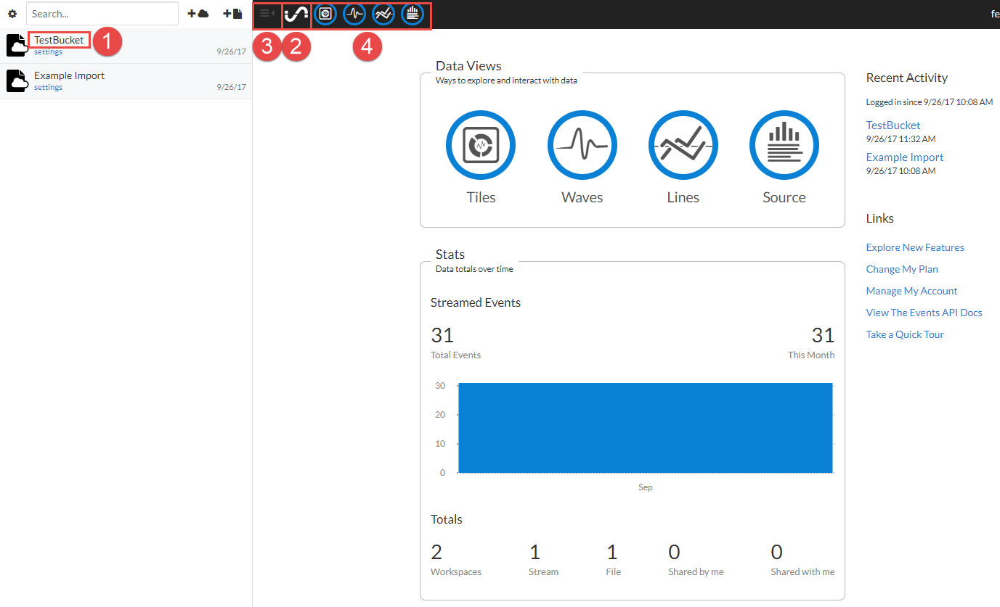 Search...
TestBucket
settings
9/26/17
Example Import
settings
9/26/17
1
3
2
4
fe
Data Views
Ways to explore and interact with data
Tiles
Waves
Lines
Source
Stats
Data totals over time
Streamed Events
31
31
Total Events
This Month
30
20
10
0
Sep
Totals
2
1
1
0
0
Workspaces
Stream
File
Shared by me
Shared with me
Recent Activity
Logged in since 9/26/17 10:08 AM
TestBucket
9/26/17 11:32 AM
Example Import
9/26/17 10:08 AM
Links
Explore New Features
Change My Plan
Manage My Account
View The Events API Docs
Take a Quick Tour